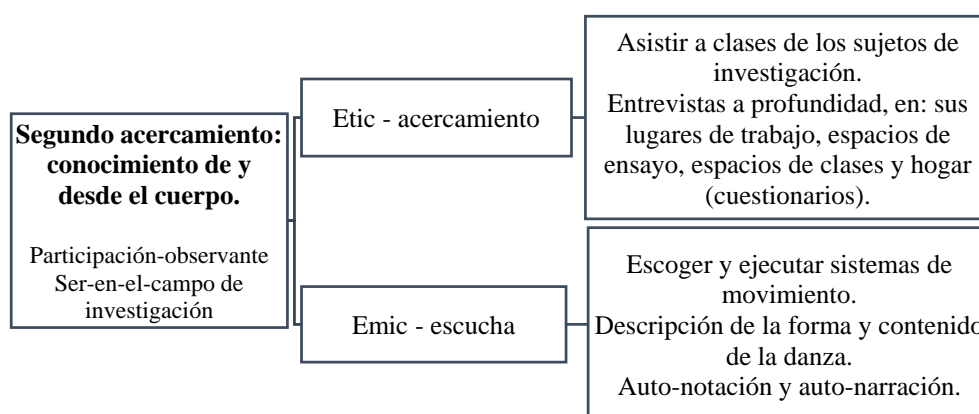 Segundo acercamiento:
conocimiento de y
desde el cuerpo.
Participación-observante
Ser-en-el-campo de
investigación
Etic - acercamiento
Asistir a clases de los sujetos de
investigación.
Entrevistas a profundidad, en: sus
lugares de trabajo, espacios de
ensayo, espacios de clases y hogar
(cuestionarios).
Emic - escucha
Escoger y ejecutar sistemas de
movimiento.
Descripción de la forma y contenido
de la danza.
Auto-notación y auto-narración.